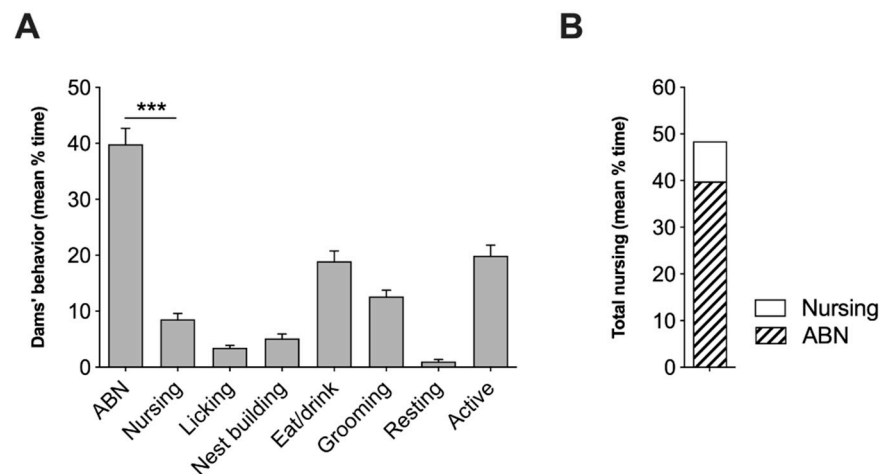 A
Dams' behavior (mean % time)
50
40
30
20
10
0
***
ABN
Nursing
Licking
Nest building
Eat/drink
Grooming
Resting
Active
B
Total nursing (mean % time)
60
50
40
30
20
10
0
Nursing
ABN